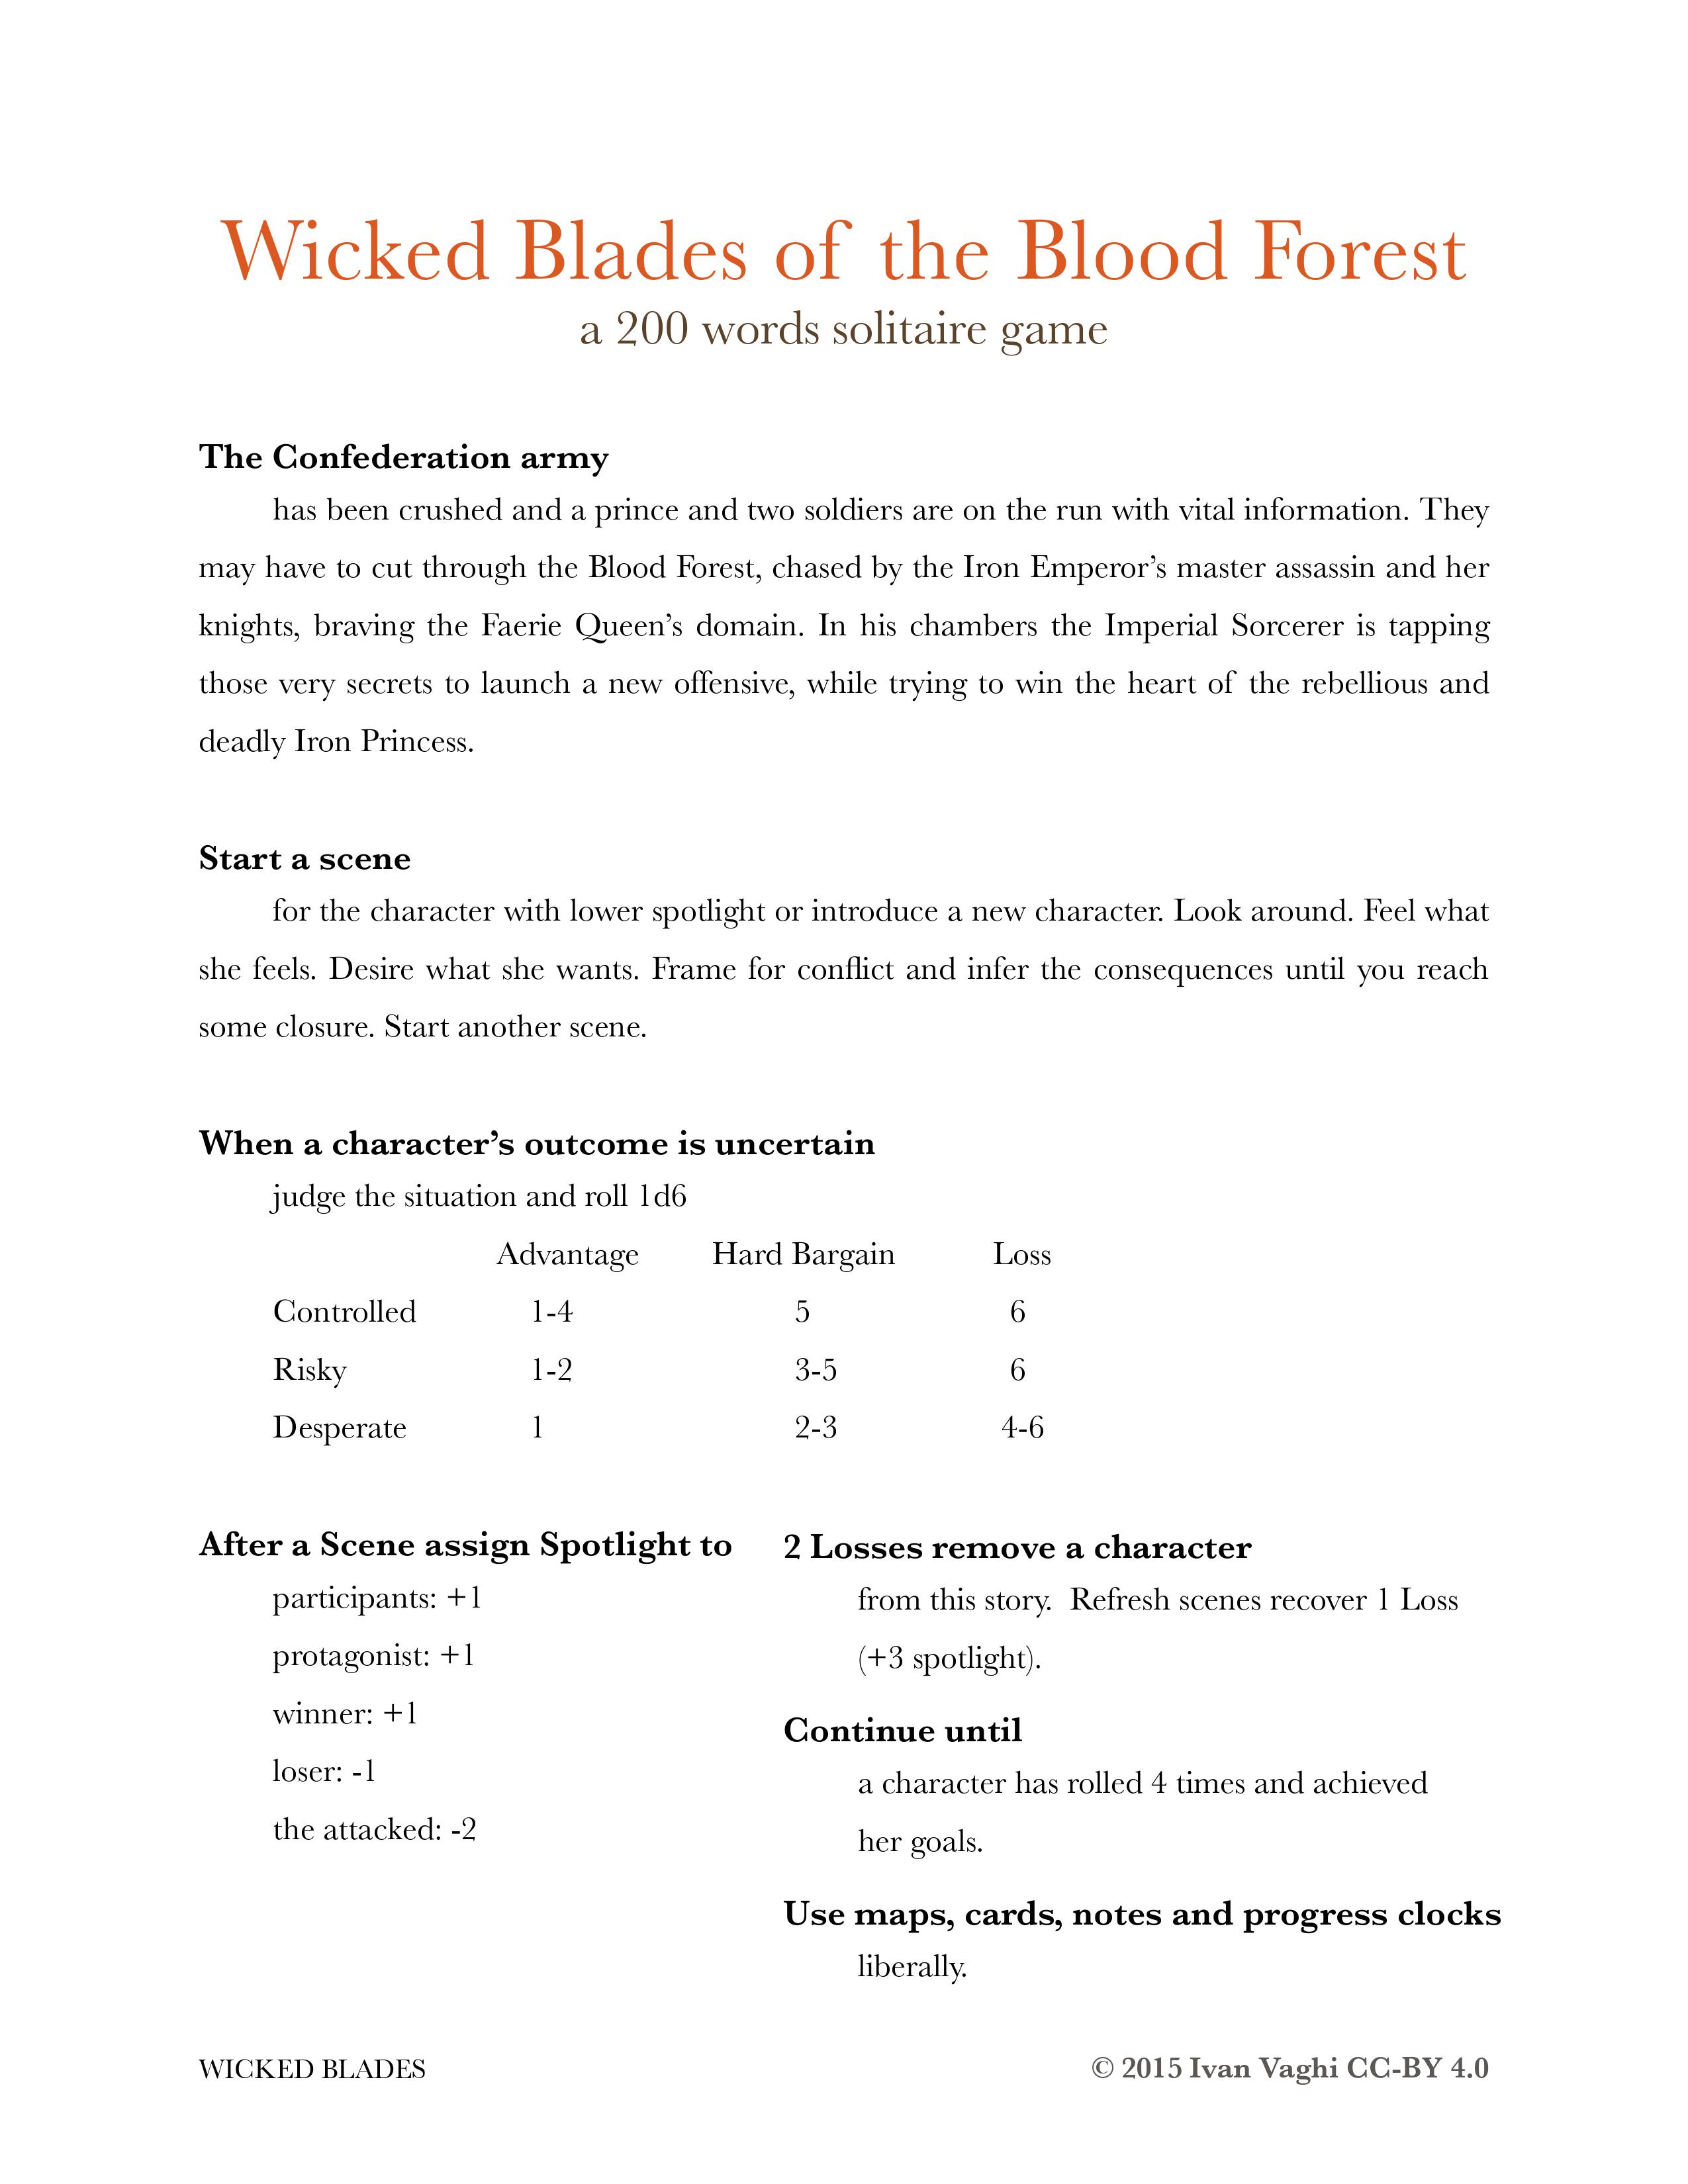 Wicked Blades of the Blood Forest
a 200 words solitaire game
The Confederation army
has been crushed and a prince and two soldiers are on the run with vital information. They
may have to cut through the Blood Forest, chased by the Iron Emperor’s master assassin and her
knights, braving the Faerie Queen’s domain. In his chambers the Imperial Sorcerer is tapping
those very secrets to launch a new offensive, while trying to win the heart of the rebellious and
deadly Iron Princess.
Start a scene
for the character with lower spotlight or introduce a new character. Look around. Feel what
she feels. Desire what she wants. Frame for conflict and infer the consequences until you reach
some closure. Start another scene.
When a character’s outcome is uncertain
judge the situation and roll 1d6
Advantage Hard Bargain Loss
Controlled 1-4 5 6
Risky 1-2 3-5 6
Desperate 1 2-3 4-6
After a Scene assign Spotlight to
participants: +1
protagonist: +1
winner: +1
loser: -1
the attacked: -2
2 Losses remove a character
from this story. Refresh scenes recover 1 Loss
(+3 spotlight).
Continue until
a character has rolled 4 times and achieved
her goals.
Use maps, cards, notes and progress clocks
liberally.
WICKED BLADES
© 2015 Ivan Vaghi CC-BY 4.0